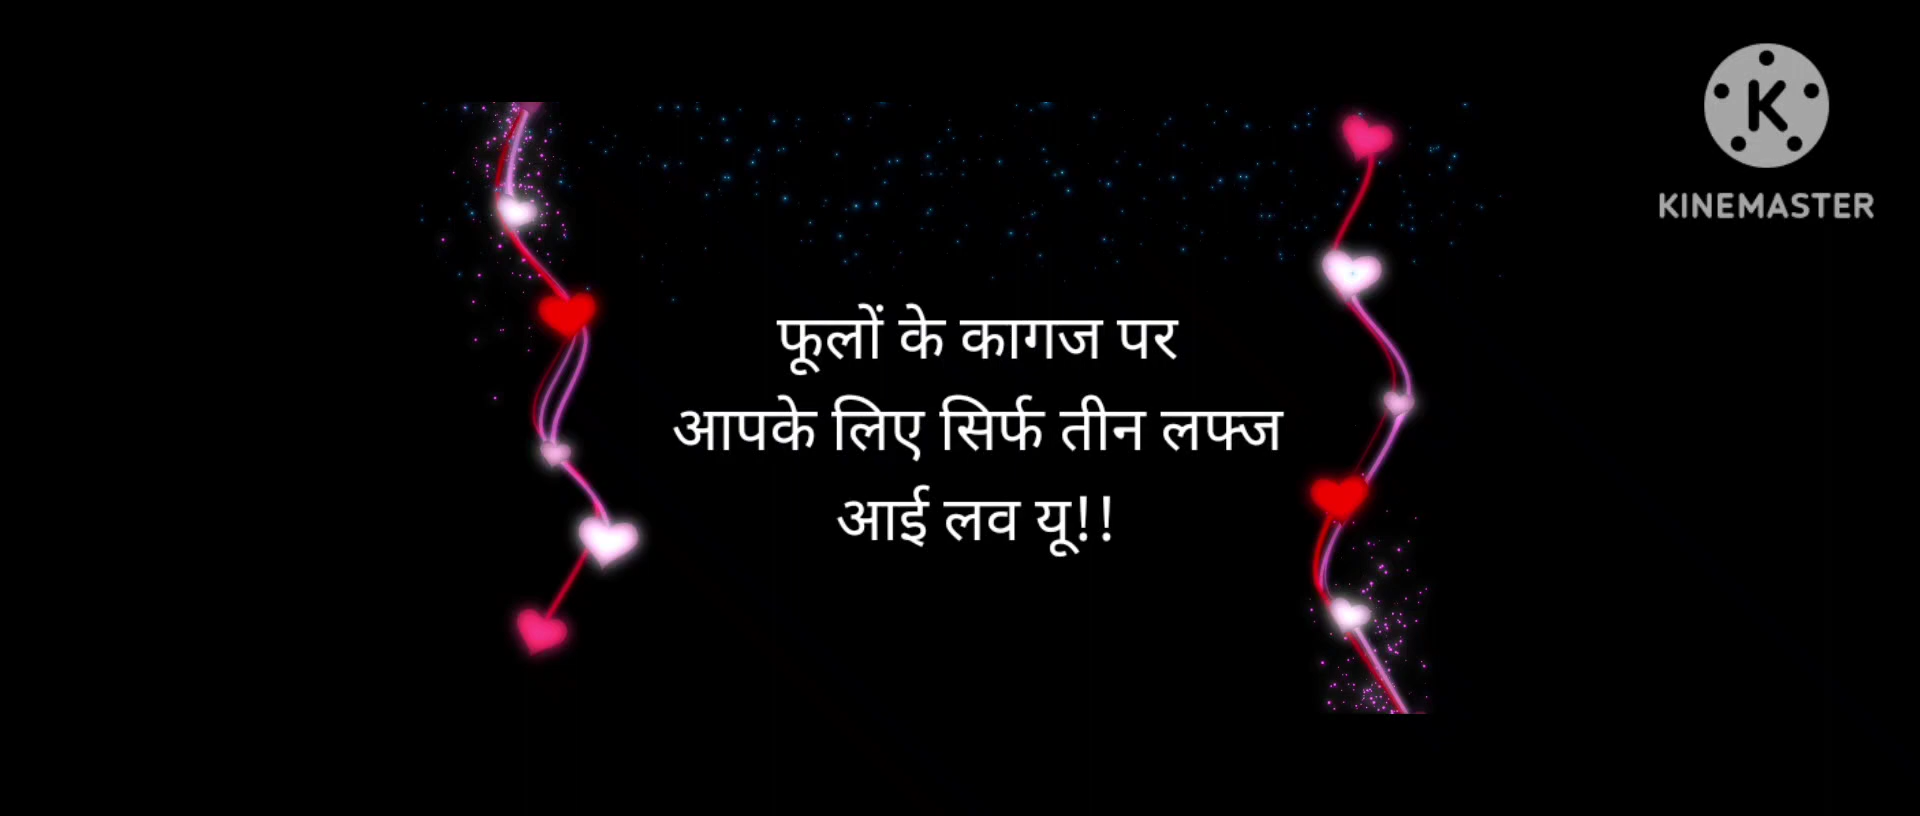 K
KINEMASTER
फूलों के कागज पर
आपके लिए सिर्फ तीन लफ्ज
आई लव यू!!